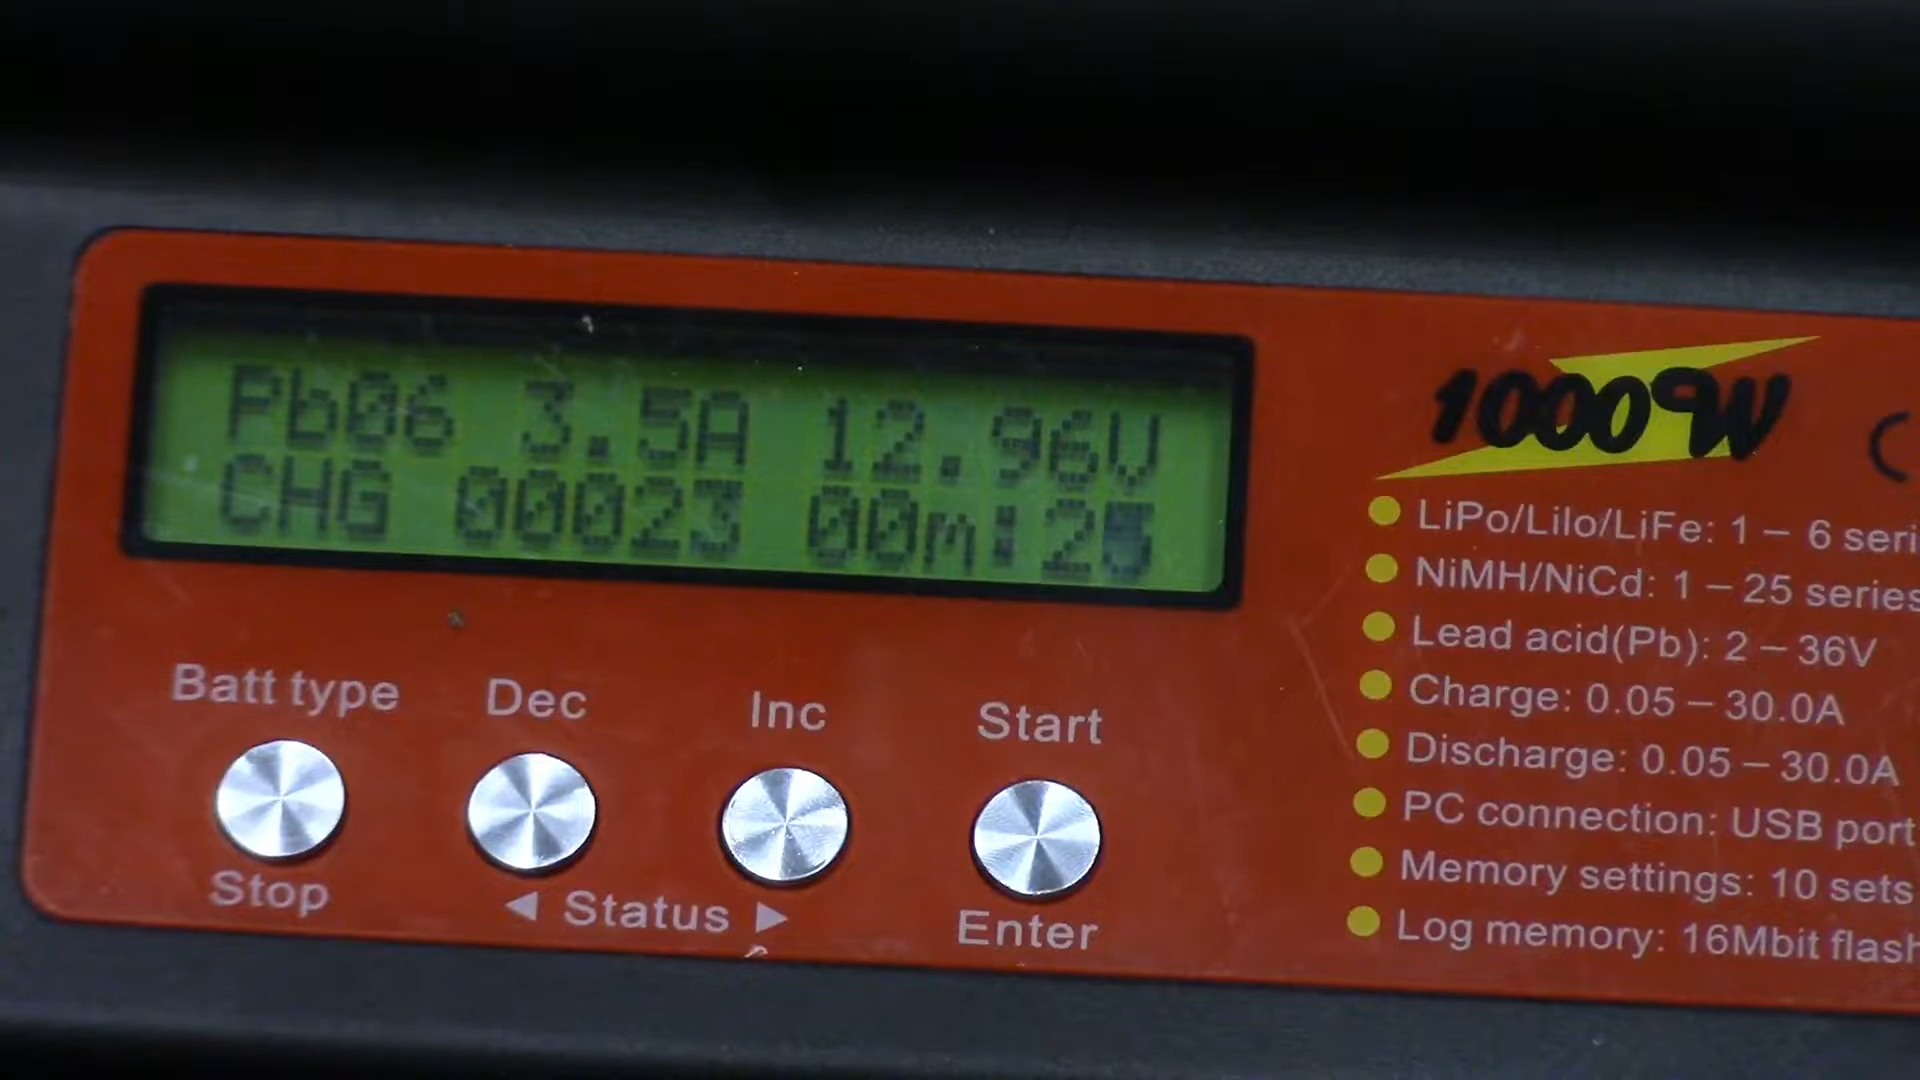 Pb06 3.5A 12.96V
CHG 00023 00m:2
Batt type
Dec
Inc
Start
Stop
◄ Status ►
Enter
1000W
LiPo/LiIo/LiFe: 1 – 6 seri
NiMH/NiCd: 1 – 25 series
Lead acid(Pb): 2 – 36V
Charge: 0.05 – 30.0A
Discharge: 0.05 – 30.0A
PC connection: USB port
Memory settings: 10 sets
Log memory: 16Mbit flash